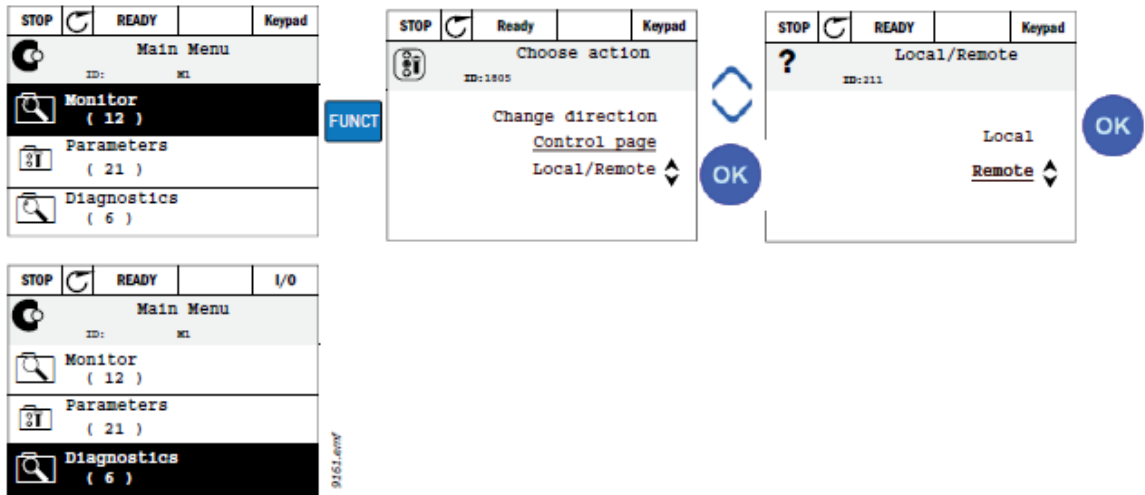 STOP READY Keypad
Main Menu
ID: M1
Monitor
( 12 )
Parameters
( 21 )
Diagnostics
( 6 )
FUNCT
STOP Ready Keypad
Choose action
ID:1805
Change direction
Control page
Local/Remote
OK
STOP READY Keypad
?
Local/Remote
ID:211
Local
Remote
OK
STOP READY I/O
Main Menu
ID: M1
Monitor
( 12 )
Parameters
( 21 )
Diagnostics
( 6 )
9161.emf